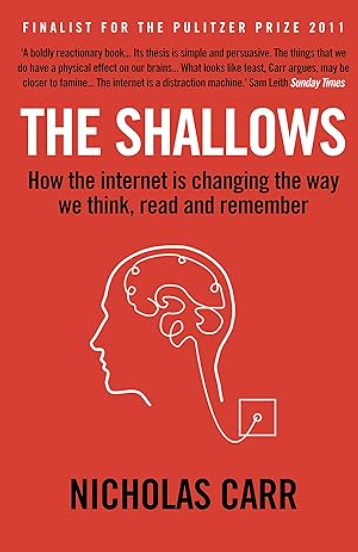 FINALIST FOR THE PULITZER PRIZE 2011
‘A boldly reactionary book... Its thesis is simple and persuasive. The things that we
do have a physical effect on our brains... What looks like feast, Carr argues, may be
closer to famine... The internet is a distraction machine.’ Sam Leith Sunday Times
THE SHALLOWS
How the internet is changing the way
we think, read and remember
NICHOLAS CARR